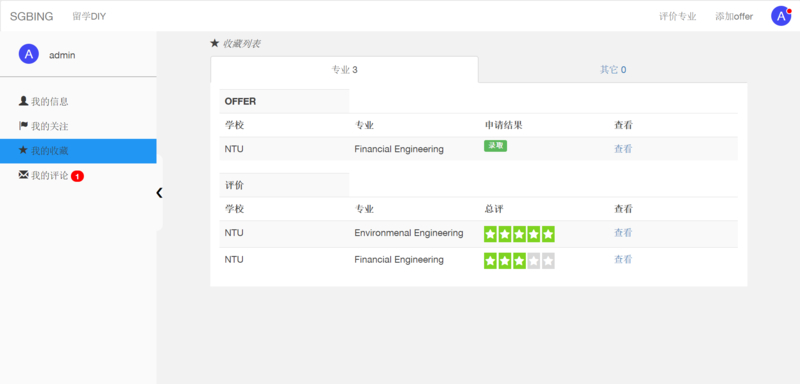 SGBING 留学DIY 评价专业 添加offer A
A admin
我的信息
我的关注
我的收藏
我的评论 1
收藏列表
专业 3 其它 0
OFFER
学校 专业 申请结果 查看
NTU Financial Engineering 录取 查看
评价
学校 专业 总评 查看
NTU Environmenal Engineering 查看
NTU Financial Engineering 查看